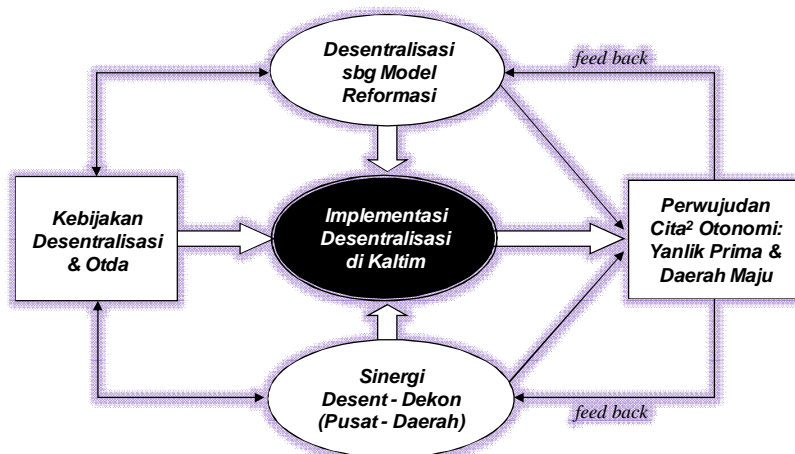 Desentralisasi
sbg Model
Reformasi
feed back
Kebijakan
Desentralisasi
& Otda
Implementasi
Desentralisasi
di Kaltim
Perwujudan
Cita² Otonomi:
Yanlik Prima &
Daerah Maju
Sinergi
Desent - Dekon
(Pusat - Daerah)
feed back